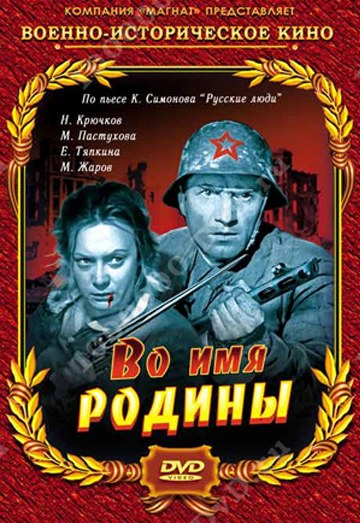 КОМПАНИЯ “МАГНАТ” ПРЕДСТАВЛЯЕТ
ВОЕННО-ИСТОРИЧЕСКОЕ КИНО
По пьесе К. Симонова “Русские люди”
Н. Крючков
М. Пастухова
Е. Тяпкина
М. Жаров
ВО ИМЯ
РОДИНЫ
DVD
VIDEO